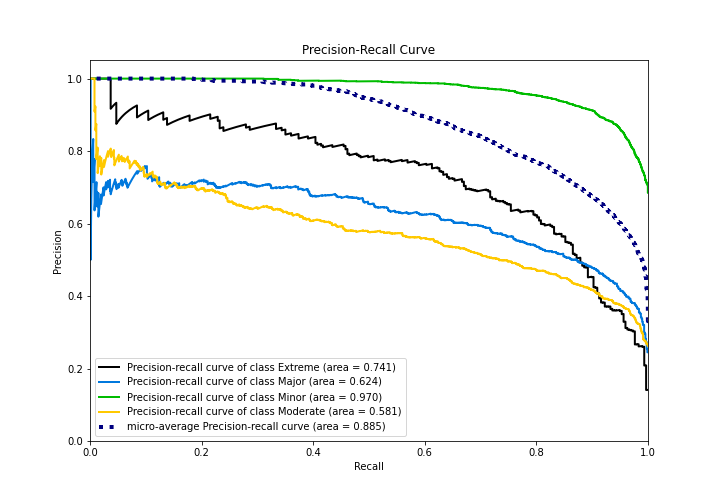 Precision-Recall Curve
1.0
0.8
0.6
0.4
0.2
0.0
Precision
Precision-recall curve of class Extreme (area = 0.741)
Precision-recall curve of class Major (area = 0.624)
Precision-recall curve of class Minor (area = 0.970)
Precision-recall curve of class Moderate (area = 0.581)
micro-average Precision-recall curve (area = 0.885)
0.0 0.2 0.4 0.6 0.8 1.0
Recall